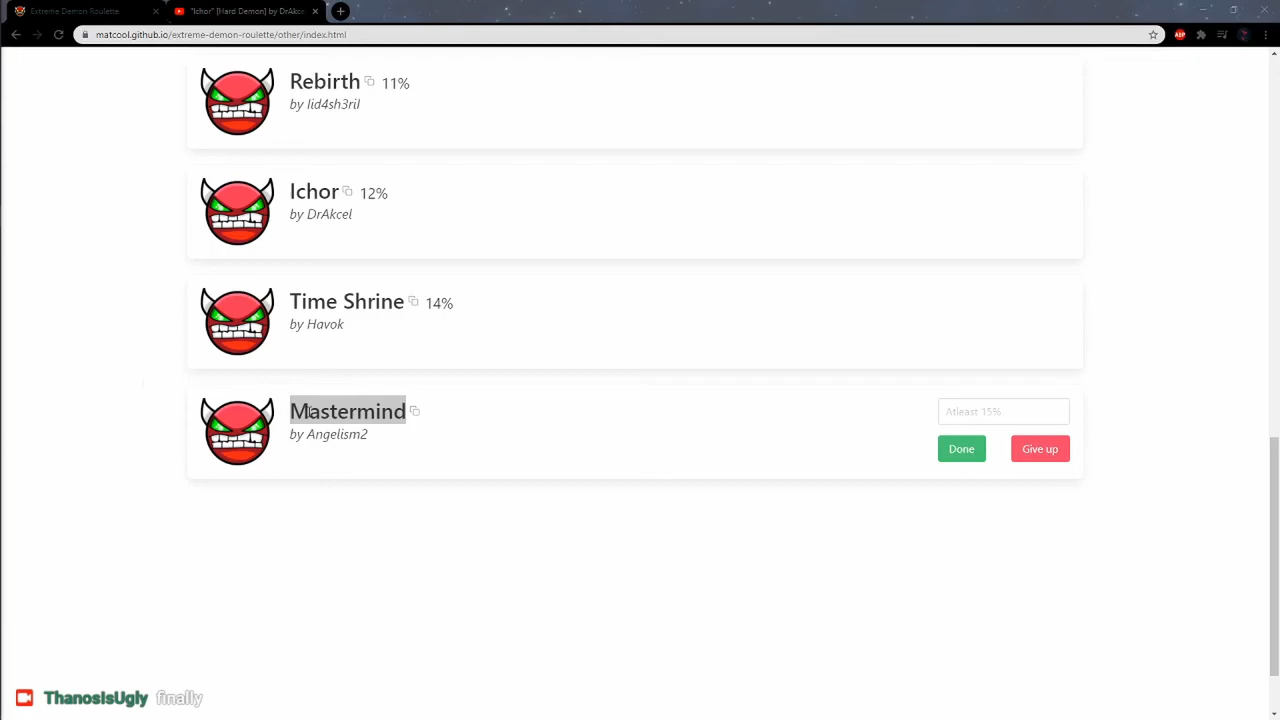 Extreme Demon Roulette
"Ichor" [Hard Demon] by DrAkce
matcool.github.io/extreme-demon-roulette/other/index.html
ABP
Rebirth 11%
by lid4sh3ril
Ichor 12%
by DrAkcel
Time Shrine 14%
by Havok
Mastermind
by Angelism2
Atleast 15%
Done
Give up
ThanosIsUgly finally